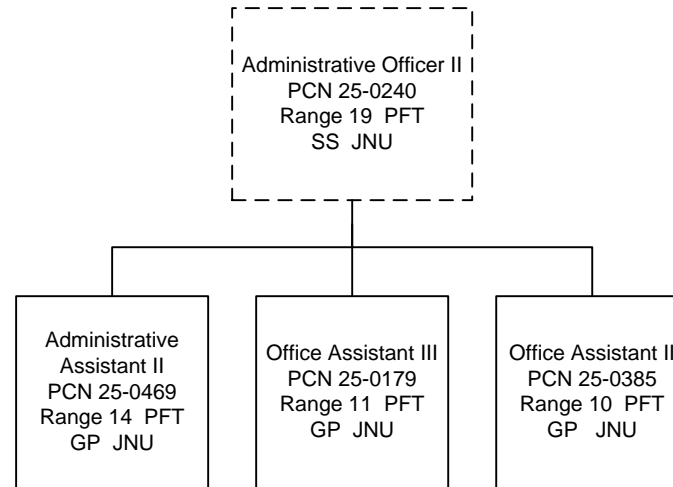 Administrative Officer II
PCN 25-0240
Range 19 PFT
SS JNU
Administrative
Assistant II
PCN 25-0469
Range 14 PFT
GP JNU
Office Assistant III
PCN 25-0179
Range 11 PFT
GP JNU
Office Assistant II
PCN 25-0385
Range 10 PFT
GP JNU